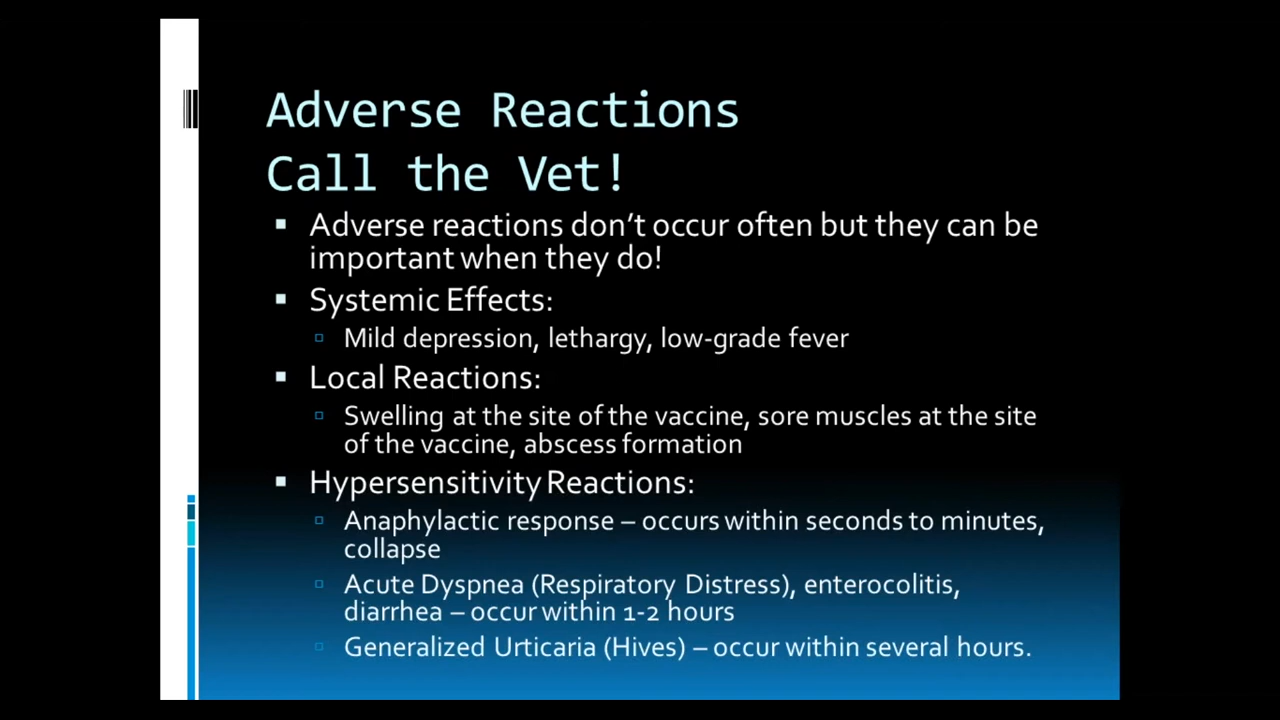 Adverse Reactions
Call the Vet!
▪ Adverse reactions don’t occur often but they can be
important when they do!
▪ Systemic Effects:
▫ Mild depression, lethargy, low-grade fever
▪ Local Reactions:
▫ Swelling at the site of the vaccine, sore muscles at the site
of the vaccine, abscess formation
▪ Hypersensitivity Reactions:
▫ Anaphylactic response – occurs within seconds to minutes,
collapse
▫ Acute Dyspnea (Respiratory Distress), enterocolitis,
diarrhea – occur within 1-2 hours
▫ Generalized Urticaria (Hives) – occur within several hours.